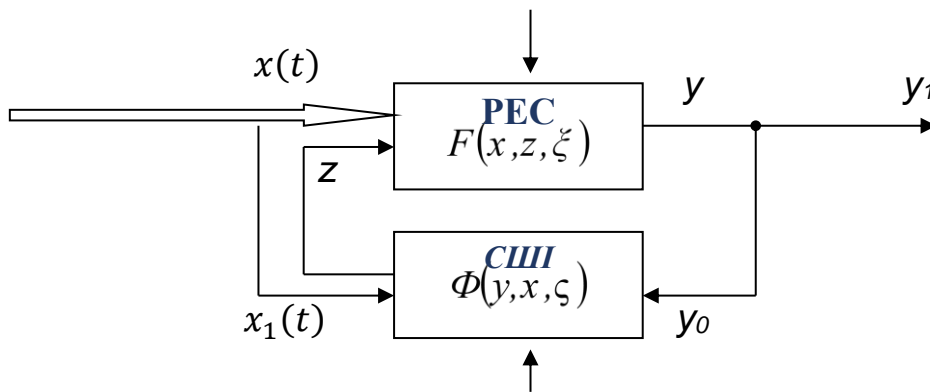 x(t)
РЕС
y
y₁
F(x,z,ξ)
z
СШІ
Φ(y,x,ς)
x₁(t)
y₀